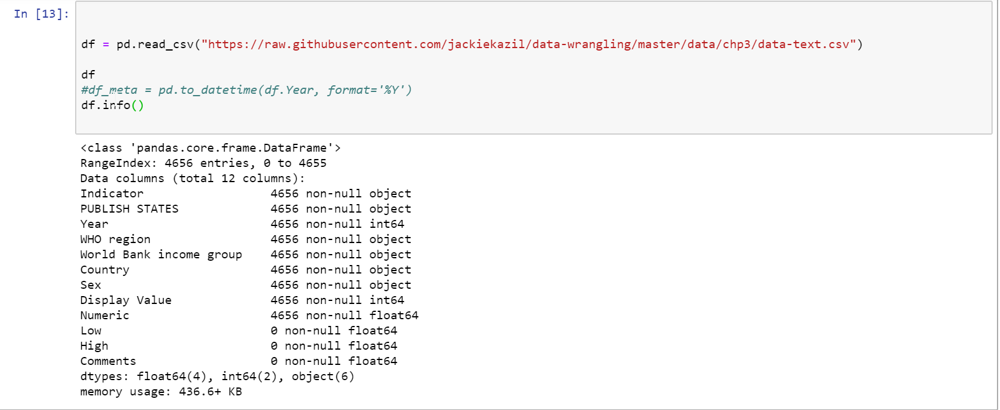 In [13]:
df = pd.read_csv("https://raw.githubusercontent.com/jackiekazil/data-wrangling/master/data/chp3/data-text.csv")
df
#df_meta = pd.to_datetime(df.Year, format='%Y')
df.info()
<class 'pandas.core.frame.DataFrame'>
RangeIndex: 4656 entries, 0 to 4655
Data columns (total 12 columns):
Indicator 4656 non-null object
PUBLISH STATES 4656 non-null object
Year 4656 non-null int64
WHO region 4656 non-null object
World Bank income group 4656 non-null object
Country 4656 non-null object
Sex 4656 non-null object
Display Value 4656 non-null int64
Numeric 4656 non-null float64
Low 0 non-null float64
High 0 non-null float64
Comments 0 non-null float64
dtypes: float64(4), int64(2), object(6)
memory usage: 436.6+ KB